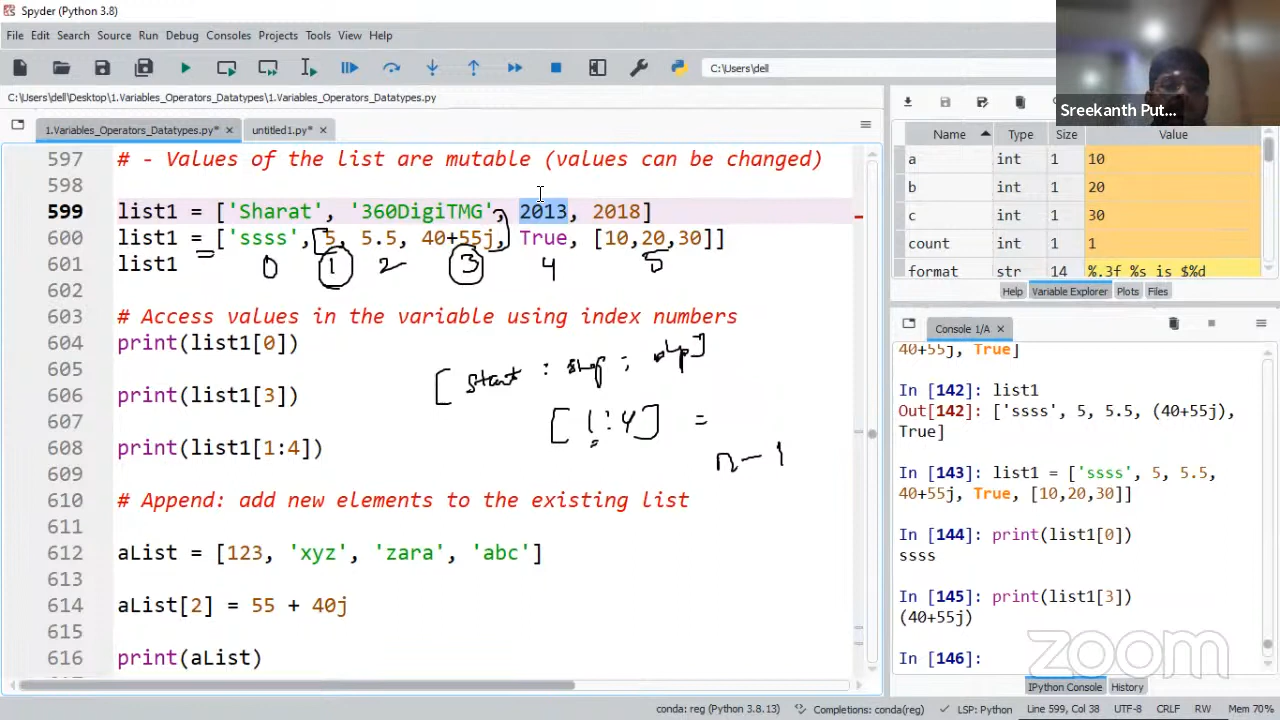 Spyder (Python 3.8)
File Edit Search Source Run Debug Consoles Projects Tools View Help
C:\Users\dell
Sreekanth Put...
C:\Users\dell\Desktop\1.Variables_Operators_Datatypes\1.Variables_Operators_Datatypes.py
1.Variables_Operators_Datatypes.py* untitled1.py*
597 # - Values of the list are mutable (values can be changed)
598
599 list1 = ['Sharat', '360DigiTMG', 2013, 2018]
600 list1 = ['ssss', 5, 5.5, 40+55j, True, [10,20,30]]
601 list1
0 1 2 3 4 5
602
603 # Access values in the variable using index numbers
604 print(list1[0])
605
[ start : stop : step]
606 print(list1[3])
607
[ 1:4] =
608 print(list1[1:4])
n-1
609
610 # Append: add new elements to the existing list
611
612 aList = [123, 'xyz', 'zara', 'abc']
613
614 aList[2] = 55 + 40j
615
616 print(aList)
Name Type Size Value
a int 1 10
b int 1 20
c int 1 30
count int 1 1
format str 14 %.3f %s is $%d
Help Variable Explorer Plots Files
Console 1/A
40+55j, True]
In [142]: list1
Out[142]: ['ssss', 5, 5.5, (40+55j),
True]
In [143]: list1 = ['ssss', 5, 5.5,
40+55j, True, [10,20,30]]
In [144]: print(list1[0])
ssss
In [145]: print(list1[3])
(40+55j)
In [146]:
zoom
IPython Console History
conda: reg (Python 3.8.13) Completions: conda(reg) LSP: Python Line 599, Col 38 UTF-8 CRLF RW Mem 70%